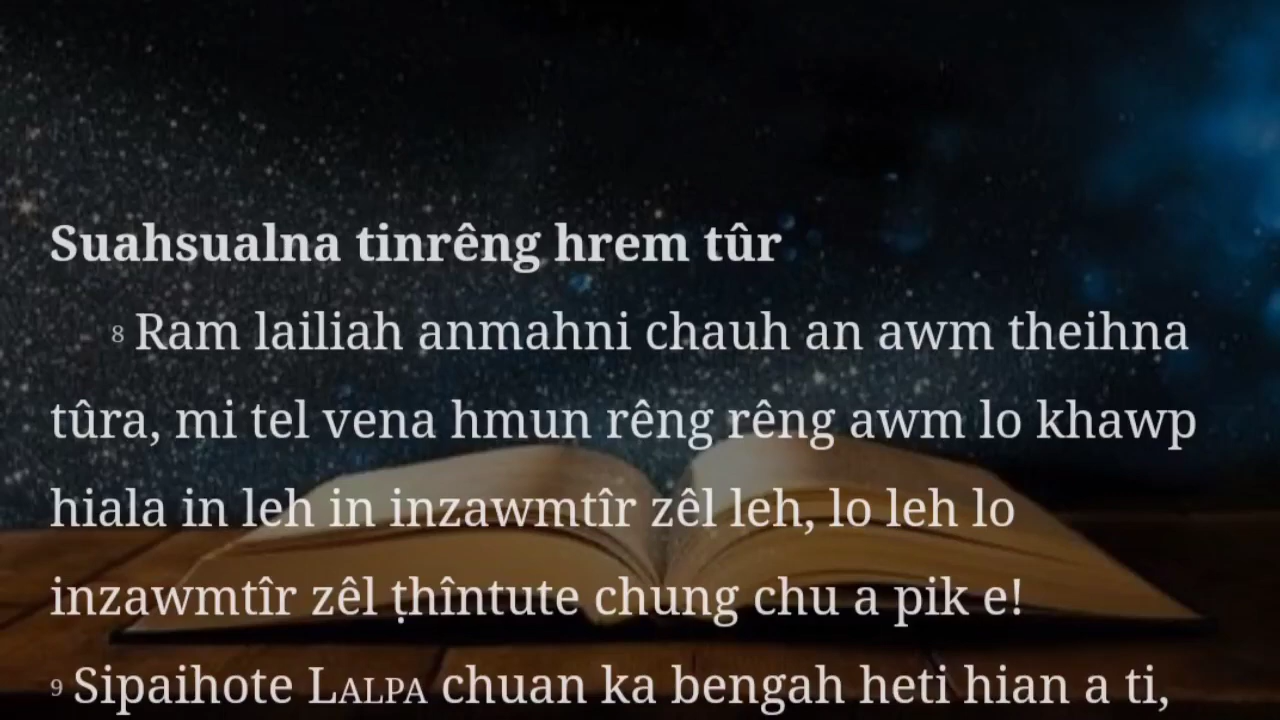 Suahsualna tinrêng hrem tûr
8 Ram lailiah anmahni chauh an awm theihna
tûra, mi tel vena hmun rêng rêng awm lo khawp
hiala in leh in inzawmtîr zêl leh, lo leh lo
inzawmtîr zêl ṭhîntute chung chu a pik e!
9 Sipaihote LALPA chuan ka bengah heti hian a ti,